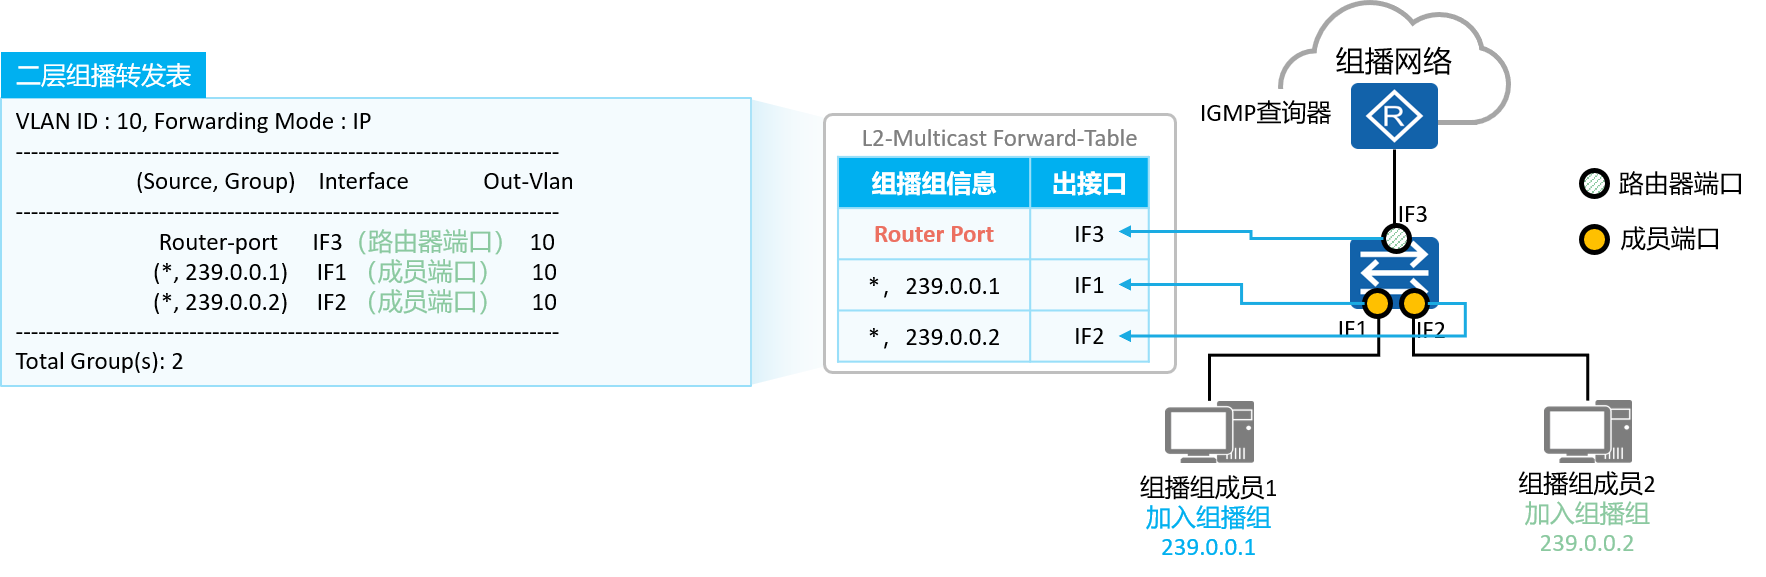 二层组播转发表
VLAN ID : 10, Forwarding Mode : IP
-------------------------------------------------------------------------
(Source, Group) Interface Out-Vlan
-------------------------------------------------------------------------
Router-port IF3 （路由器端口） 10
(*, 239.0.0.1) IF1 （成员端口） 10
(*, 239.0.0.2) IF2 （成员端口） 10
-------------------------------------------------------------------------
Total Group(s): 2
L2-Multicast Forward-Table
组播组信息 出接口
Router Port IF3
*, 239.0.0.1 IF1
*, 239.0.0.2 IF2
组播网络
IGMP查询器
R
IF3
IF1
IF2
路由器端口
成员端口
组播组成员1
加入组播组
239.0.0.1
组播组成员2
加入组播组
239.0.0.2